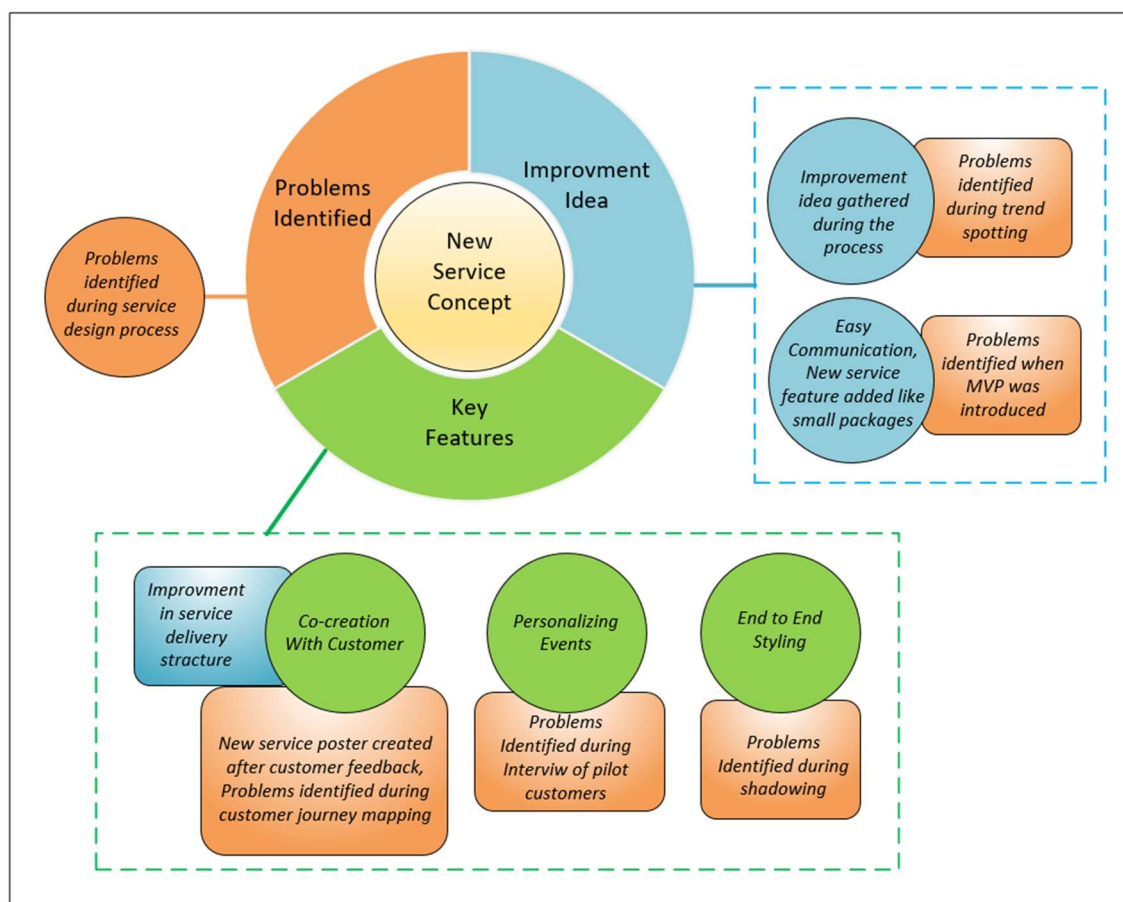 Problems
Identified
Improvment
Idea
New
Service
Concept
Key
Features
Problems
identified
during service
design process
Improvement
idea gathered
during the
process
Problems
identified
during trend
spotting
Easy
Communication,
New service
feature added like
small packages
Problems
identified when
MVP was
introduced
Improvment
in service
delivery
stracture
Co-creation
With Customer
New service poster created
after customer feedback,
Problems identified during
customer journey mapping
Personalizing
Events
Problems
Identified during
Interviw of pilot
customers
End to End
Styling
Problems
Identified during
shadowing